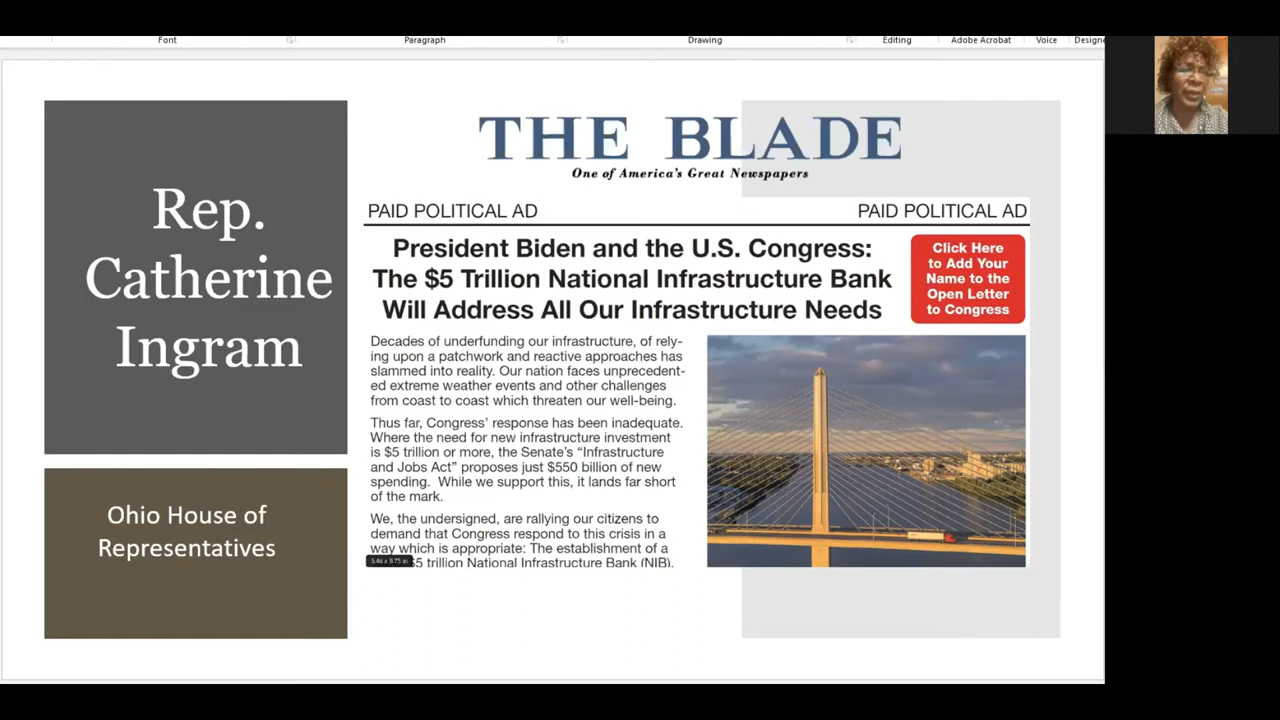 Font
Paragraph
Drawing
Editing
Adobe Acrobat
Voice
Designe
Rep.
Catherine
Ingram
Ohio House of
Representatives
THE BLADE
One of America's Great Newspapers
PAID POLITICAL AD
PAID POLITICAL AD
President Biden and the U.S. Congress:
The $5 Trillion National Infrastructure Bank
Will Address All Our Infrastructure Needs
Click Here
to Add Your
Name to the
Open Letter
to Congress
Decades of underfunding our infrastructure, of rely-
ing upon a patchwork and reactive approaches has
slammed into reality. Our nation faces unprecedent-
ed extreme weather events and other challenges
from coast to coast which threaten our well-being.
Thus far, Congress' response has been inadequate.
Where the need for new infrastructure investment
is $5 trillion or more, the Senate's "Infrastructure
and Jobs Act" proposes just $550 billion of new
spending. While we support this, it lands far short
of the mark.
We, the undersigned, are rallying our citizens to
demand that Congress respond to this crisis in a
way which is appropriate: The establishment of a
$5 trillion National Infrastructure Bank (NIB).
5.46 x 9.75 in